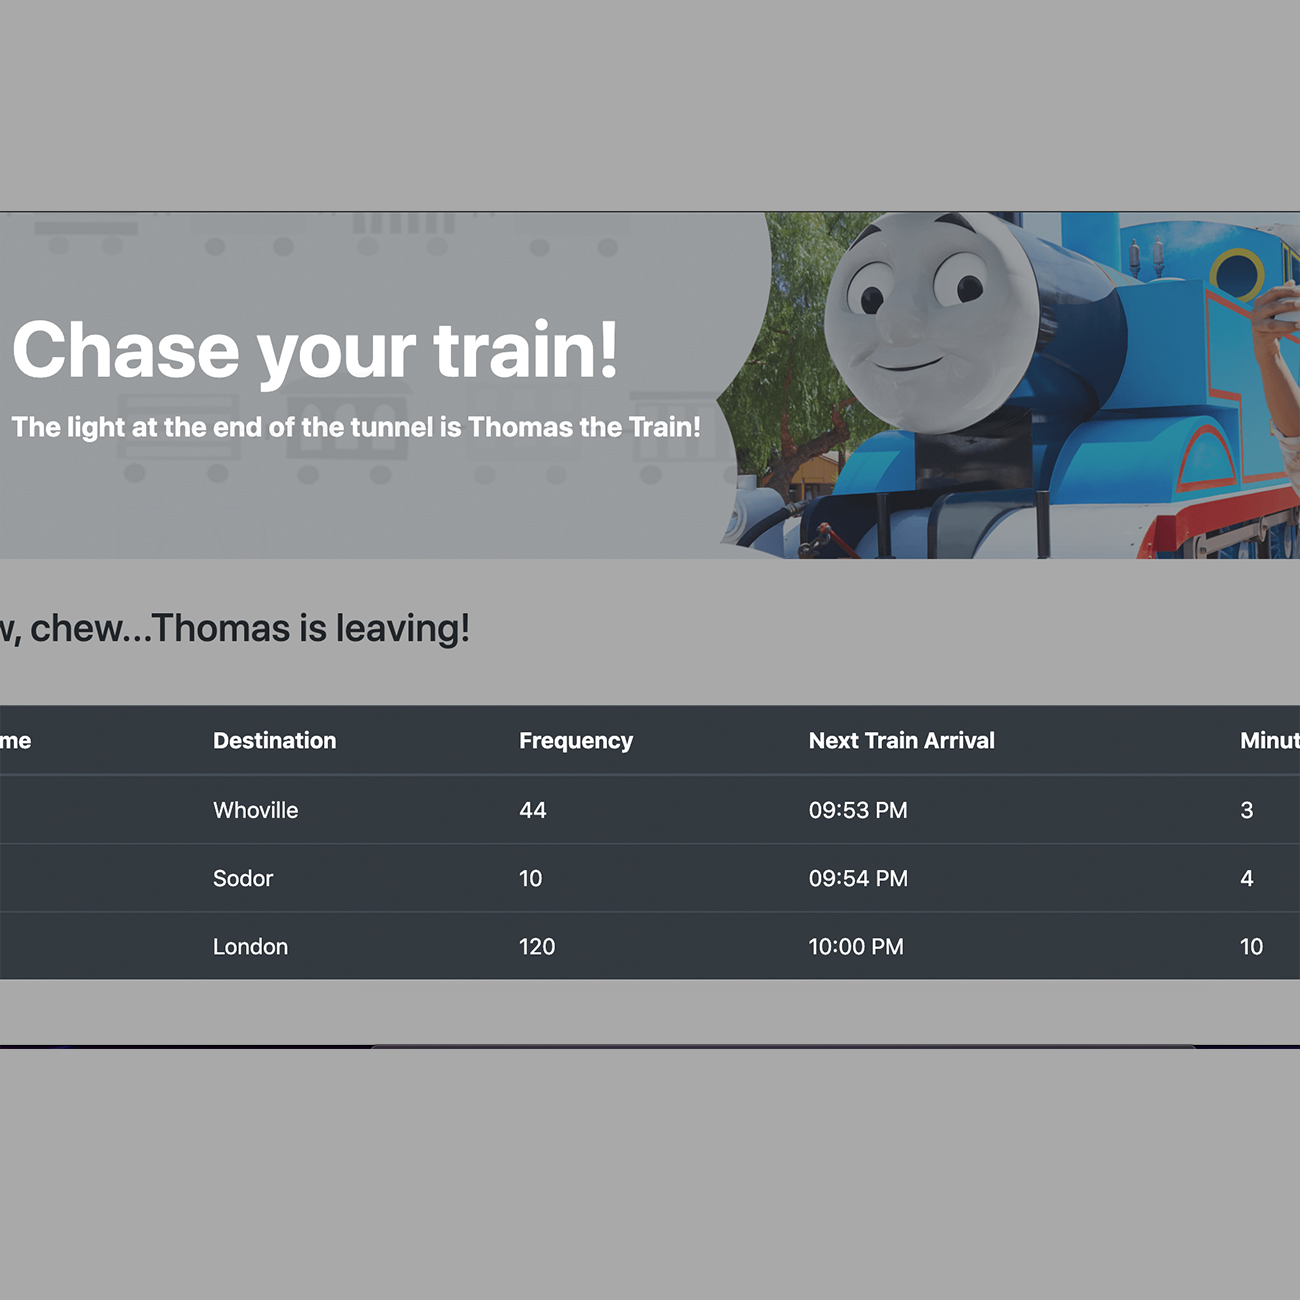 Chase your train!
The light at the end of the tunnel is Thomas the Train!
w, chew...Thomas is leaving!
me Destination Frequency Next Train Arrival Minut
Whoville 44 09:53 PM 3
Sodor 10 09:54 PM 4
London 120 10:00 PM 10